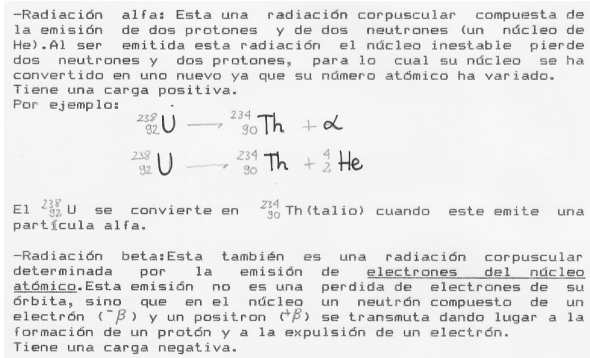 -Radiación alfa: Esta una radiación corpuscular compuesta de
la emisión de dos protones y de dos neutrones (un núcleo de
He).Al ser emitida esta radiación el núcleo inestable pierde
dos neutrones y dos protones, para lo cual su núcleo se ha
convertido en uno nuevo ya que su número atómico ha variado.
Tiene una carga positiva.
Por ejemplo:
²³⁸₉₂U → ²³⁴₉₀Th + α
²³⁸₉₂U → ²³⁴₉₀Th + ⁴₂He
El ²³⁸₉₂U se convierte en ²³⁴₉₀Th(talio) cuando este emite una
partícula alfa.
-Radiación beta:Esta también es una radiación corpuscular
determinada por la emisión de electrones del núcleo
atómico.Esta emisión no es una perdida de electrones de su
órbita, sino que en el núcleo un neutrón compuesto de un
electrón (⁻β) y un positron (⁺β) se transmuta dando lugar a la
formación de un protón y a la expulsión de un electrón.
Tiene una carga negativa.